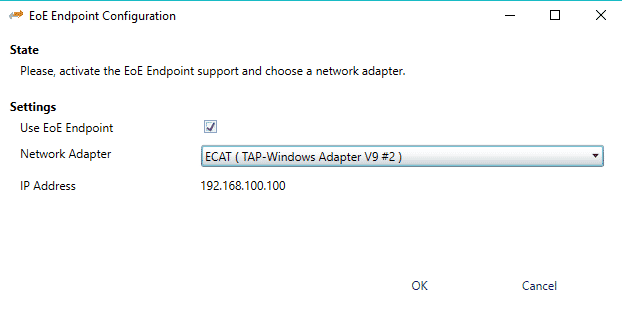 EoE Endpoint Configuration
State
Please, activate the EoE Endpoint support and choose a network adapter.
Settings
Use EoE Endpoint
Network Adapter ECAT ( TAP-Windows Adapter V9 #2 )
IP Address 192.168.100.100
OK Cancel